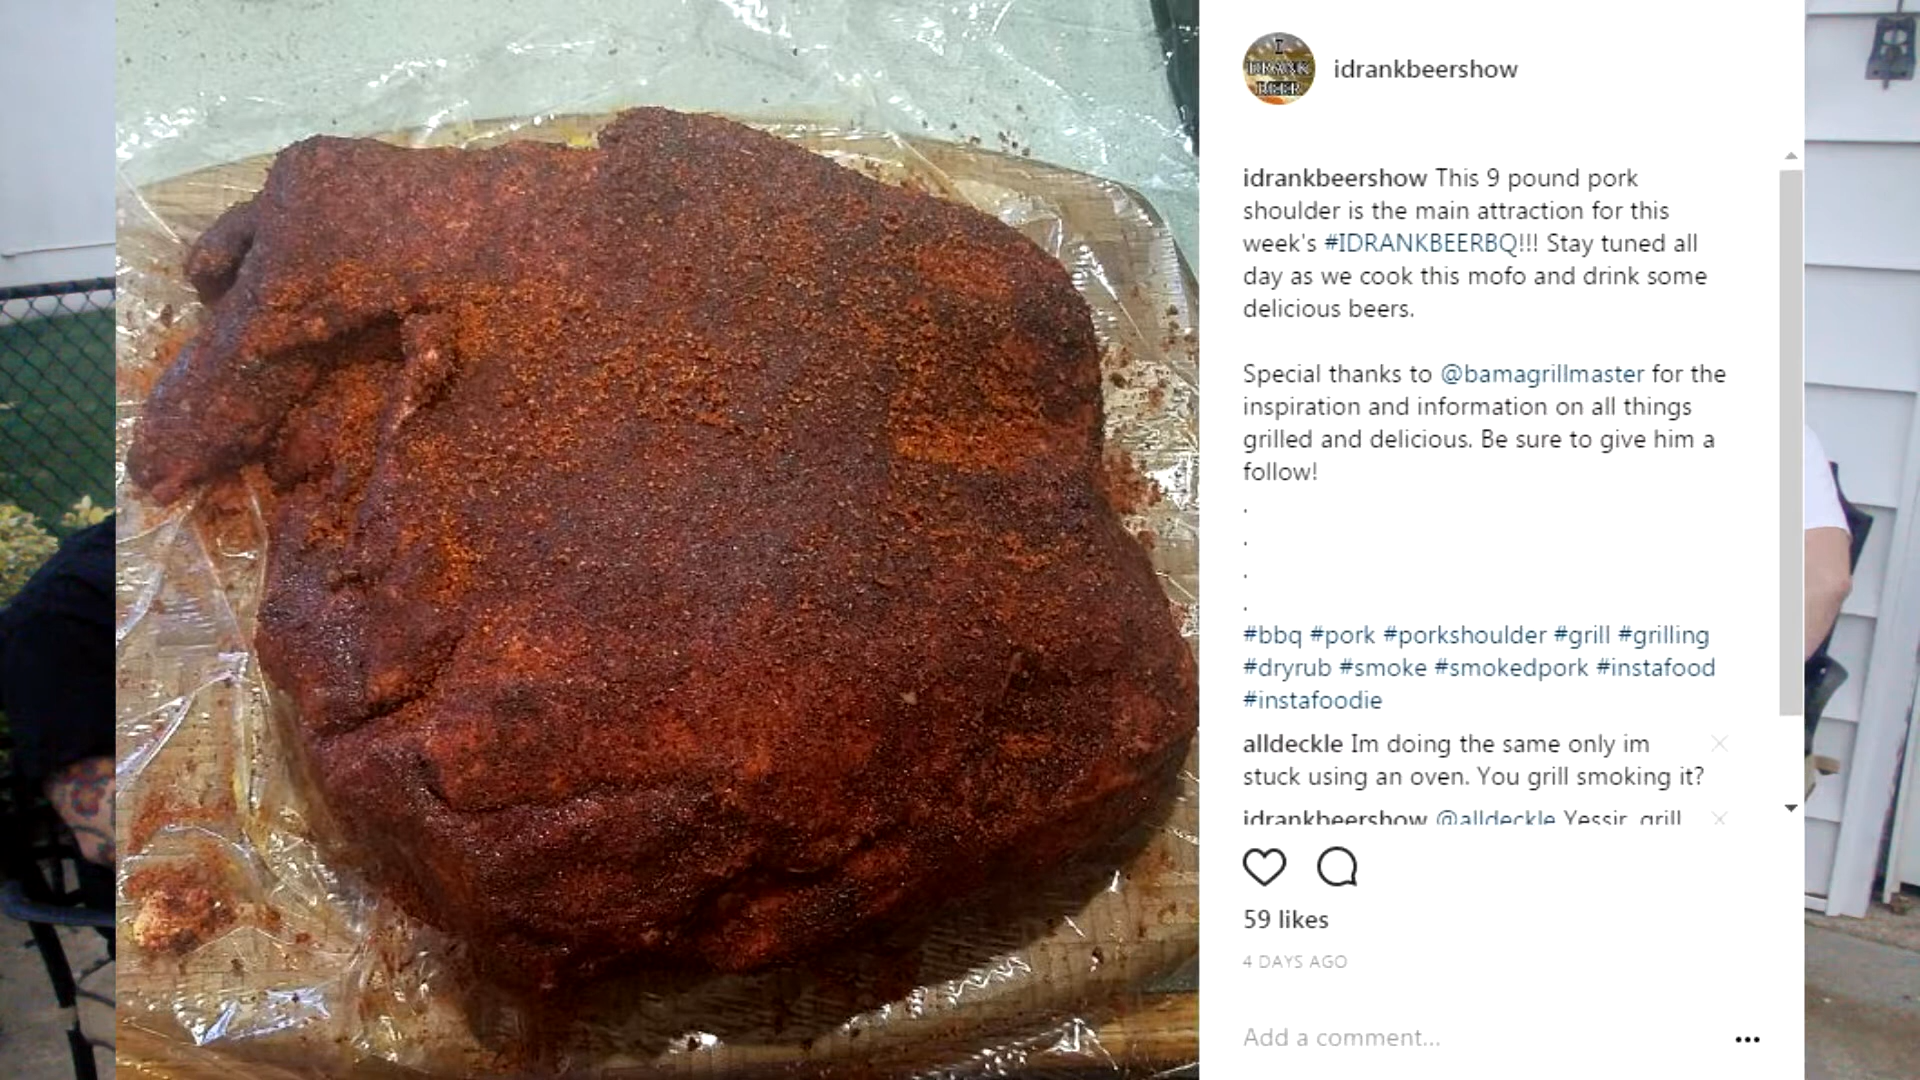 I
DRANK
BEER
idrankbeershow
idrankbeershow This 9 pound pork
shoulder is the main attraction for this
week's #IDRANKBEERBQ!!! Stay tuned all
day as we cook this mofo and drink some
delicious beers.
Special thanks to @bamagrillmaster for the
inspiration and information on all things
grilled and delicious. Be sure to give him a
follow!
.
.
.
.
#bbq #pork #porkshoulder #grill #grilling
#dryrub #smoke #smokedpork #instafood
#instafoodie
alldeckle Im doing the same only im
stuck using an oven. You grill smoking it?
idrankbeershow @alldeckle Yessir, grill
59 likes
4 DAYS AGO
Add a comment...